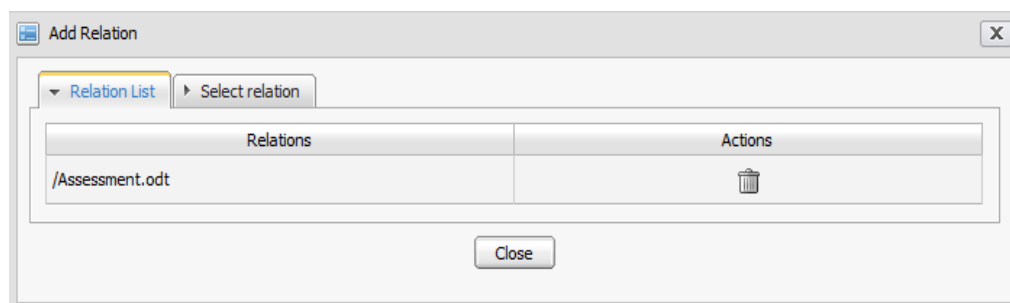 Add Relation
X
Relation List Select relation
Relations Actions
/Assessment.odt
Close